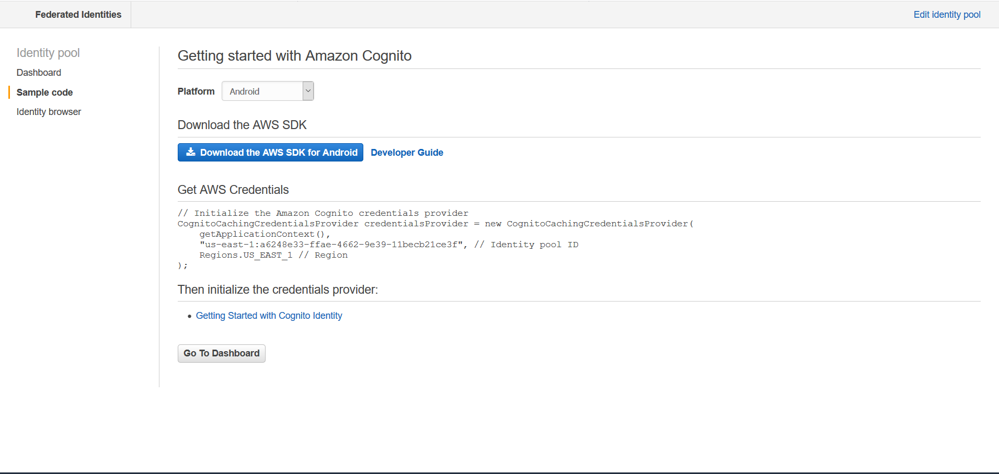 Federated Identities
Edit identity pool
Identity pool
Dashboard
Sample code
Identity browser
Getting started with Amazon Cognito
Platform
Android
Download the AWS SDK
Download the AWS SDK for Android
Developer Guide
Get AWS Credentials
// Initialize the Amazon Cognito credentials provider
CognitoCachingCredentialsProvider credentialsProvider = new CognitoCachingCredentialsProvider(
    getApplicationContext(),
    "us-east-1:a6248e33-ffae-4662-9e39-11becb21ce3f", // Identity pool ID
    Regions.US_EAST_1 // Region
);
Then initialize the credentials provider:
Getting Started with Cognito Identity
Go To Dashboard